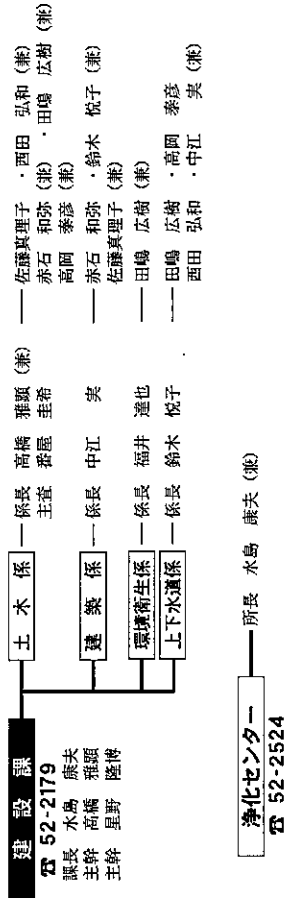 建設課
☎ 52-2179
課長 水島 康夫
主幹 高橋 雅顕
主幹 星野 隆博
土木係
係長 高橋 雅顕 (兼)
主査 番屋 圭希
佐藤真理子 ・西田 弘和 (兼)
赤石 和弥 (兼) ・田嶋 広樹 (兼)
高岡 泰彦 (兼)
建築係
係長 中江 実
赤石 和弥 ・鈴木 悦子 (兼)
佐藤真理子 (兼)
環境衛生係
係長 福井 達也
田嶋 広樹 (兼)
上下水道係
係長 鈴木 悦子
田嶋 広樹 ・高岡 泰彦
西田 弘和 ・中江 実 (兼)
浄化センター
☎ 52-2524
所長 水島 康夫 (兼)